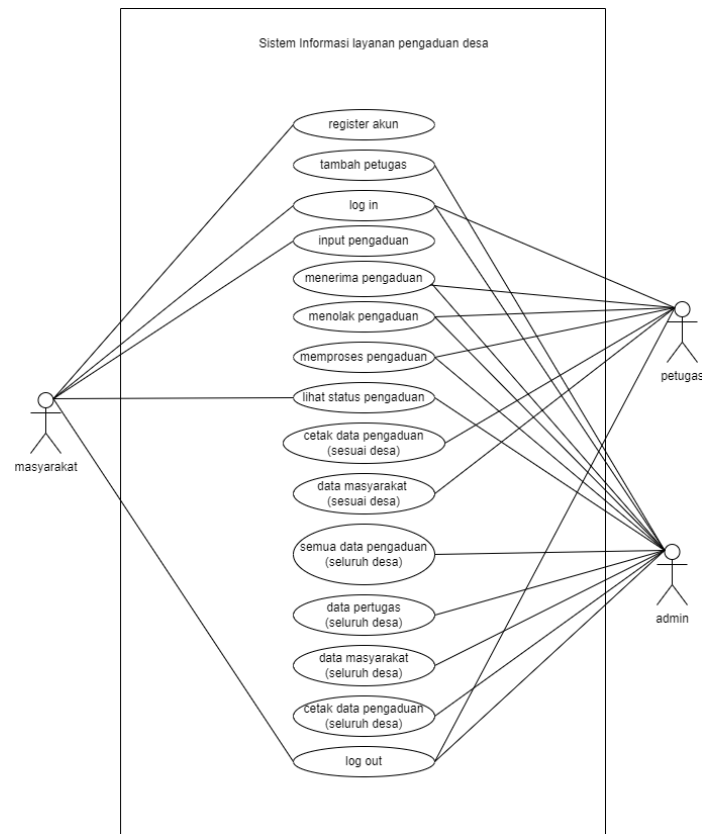 Sistem Informasi layanan pengaduan desa
register akun
tambah petugas
log in
input pengaduan
menerima pengaduan
menolak pengaduan
memproses pengaduan
lihat status pengaduan
cetak data pengaduan
(sesuai desa)
data masyarakat
(sesuai desa)
semua data pengaduan
(seluruh desa)
data pertugas
(seluruh desa)
data masyarakat
(seluruh desa)
cetak data pengaduan
(seluruh desa)
log out
masyarakat
petugas
admin